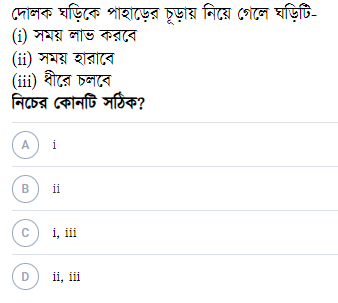 দোলক ঘড়িকে পাহাড়ের চূড়ায় নিয়ে গেলে ঘড়িটি-
(i) সময় লাভ করবে
(ii) সময় হারাবে
(iii) ধীরে চলবে
নিচের কোনটি সঠিক?
A i
B ii
C i, iii
D ii, iii